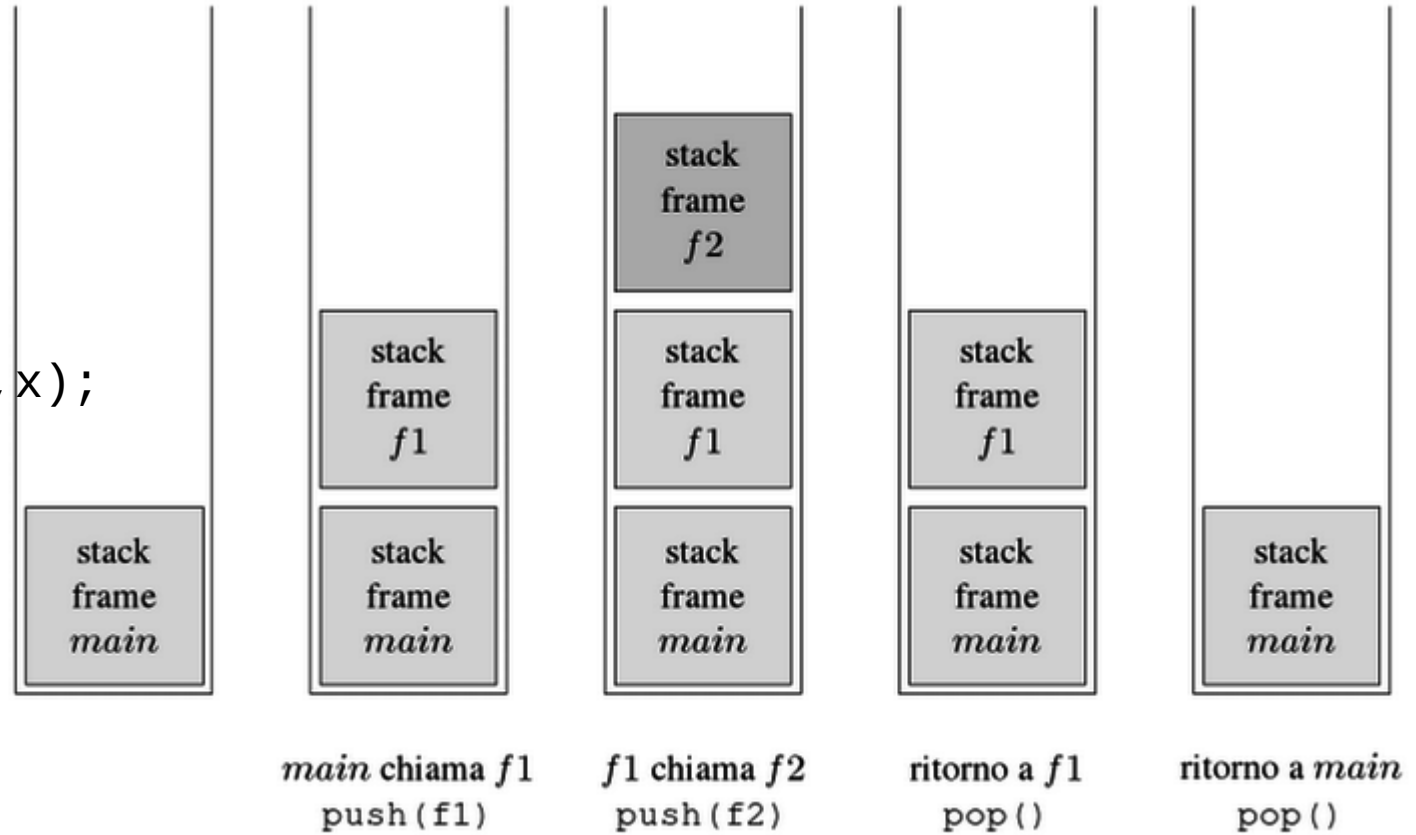 x);
stack
frame
main
stack
frame
f1
stack
frame
main
main chiama f1
push(f1)
stack
frame
f2
stack
frame
f1
stack
frame
main
f1 chiama f2
push(f2)
stack
frame
f1
stack
frame
main
ritorno a f1
pop()
stack
frame
main
ritorno a main
pop()